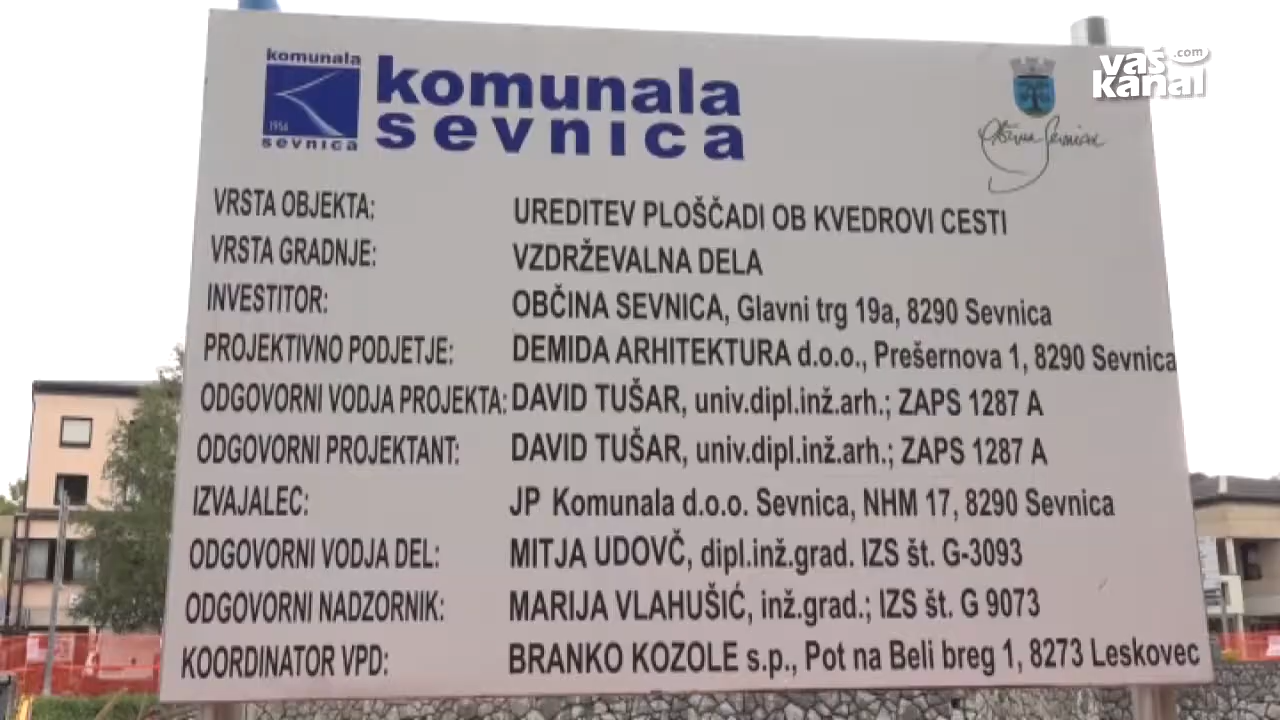 komunala
1956
sevnica
komunala
sevnica
Občina Sevnica
vaš
kanal
.com
VRSTA OBJEKTA: UREDITEV PLOŠČADI OB KVEDROVI CESTI
VRSTA GRADNJE: VZDRŽEVALNA DELA
INVESTITOR: OBČINA SEVNICA, Glavni trg 19a, 8290 Sevnica
PROJEKTIVNO PODJETJE: DEMIDA ARHITEKTURA d.o.o., Prešernova 1, 8290 Sevnica
ODGOVORNI VODJA PROJEKTA: DAVID TUŠAR, univ.dipl.inž.arh.; ZAPS 1287 A
ODGOVORNI PROJEKTANT: DAVID TUŠAR, univ.dipl.inž.arh.; ZAPS 1287 A
IZVAJALEC: JP Komunala d.o.o. Sevnica, NHM 17, 8290 Sevnica
ODGOVORNI VODJA DEL: MITJA UDOVČ, dipl.inž.grad. IZS št. G-3093
ODGOVORNI NADZORNIK: MARIJA VLAHUŠIĆ, inž.grad.; IZS št. G 9073
KOORDINATOR VPD: BRANKO KOZOLE s.p., Pot na Beli breg 1, 8273 Leskovec